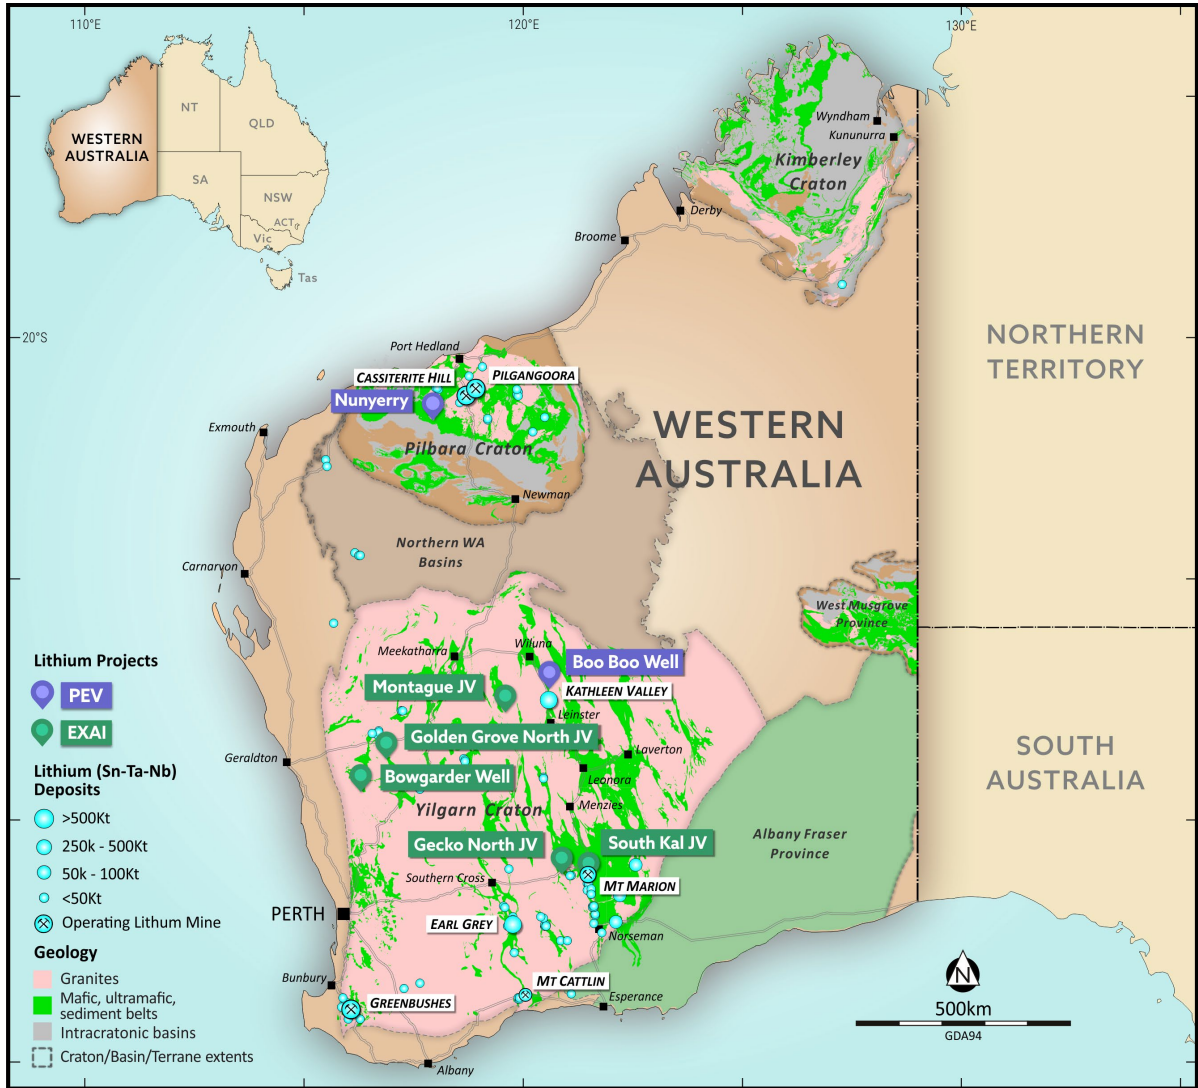 110°E
120°E
130°E
20°S
WESTERN
AUSTRALIA
NT
QLD
SA
NSW
ACT
Vic
Tas
Wyndham
Kununurra
Kimberley
Craton
Derby
Broome
NORTHERN
TERRITORY
Port Hedland
CASSITERITE HILL
PILGANGOORA
Nunyerry
Exmouth
Pilbara Craton
WESTERN
AUSTRALIA
Newman
Northern WA
Basins
Carnarvon
West Musgrove
Province
Meekatharra
Wiluna
Boo Boo Well
Montague JV
KATHLEEN VALLEY
Leinster
Golden Grove North JV
Laverton
Geraldton
Bowgarder Well
Leonora
Yilgarn Craton
Menzies
SOUTH
AUSTRALIA
Gecko North JV
South Kal JV
Albany Fraser
Province
Southern Cross
MT MARION
PERTH
EARL GREY
Norseman
Bunbury
GREENBUSHES
MT CATTLIN
Esperance
Albany
Lithium Projects
PEV
EXAI
Lithium (Sn-Ta-Nb)
Deposits
>500Kt
250k - 500Kt
50k - 100Kt
<50Kt
Operating Lithum Mine
Geology
Granites
Mafic, ultramafic,
sediment belts
Intracratonic basins
Craton/Basin/Terrane extents
N
500km
GDA94